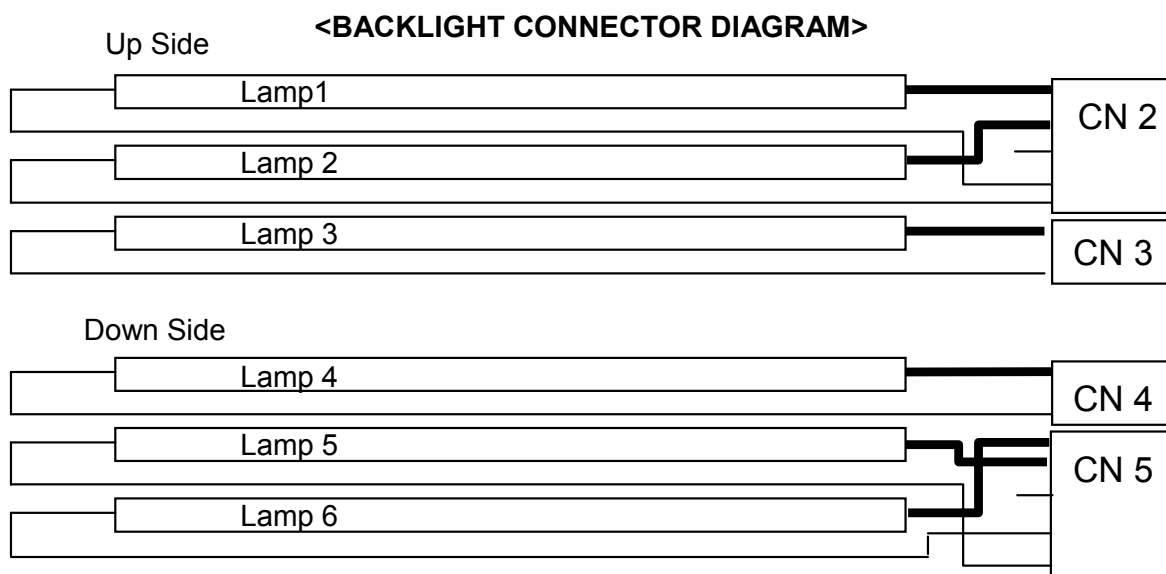 <BACKLIGHT CONNECTOR DIAGRAM>
Up Side
Lamp1
CN 2
Lamp 2
Lamp 3
CN 3
Down Side
Lamp 4
CN 4
Lamp 5
CN 5
Lamp 6